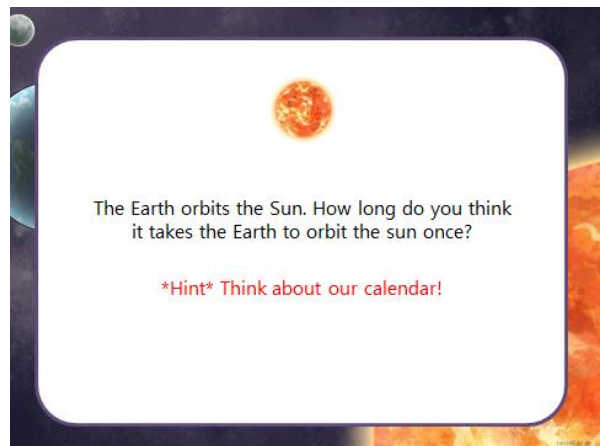 The Earth orbits the Sun. How long do you think
it takes the Earth to orbit the sun once?
*Hint* Think about our calendar!